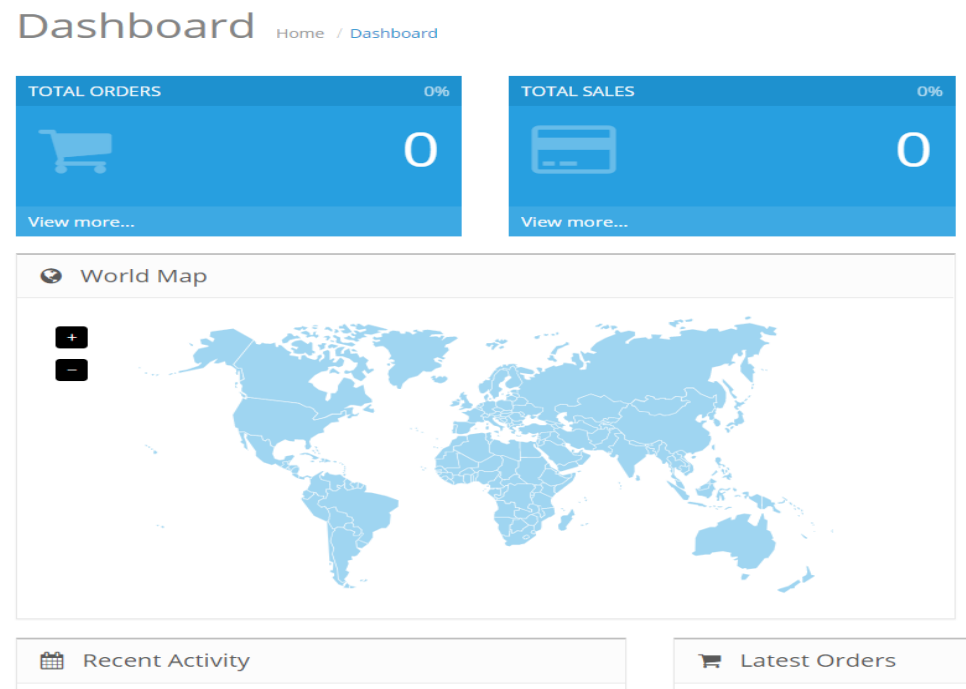 Dashboard Home / Dashboard
TOTAL ORDERS 0%
0
View more...
TOTAL SALES 0%
0
View more...
World Map
+
−
Recent Activity
Latest Orders